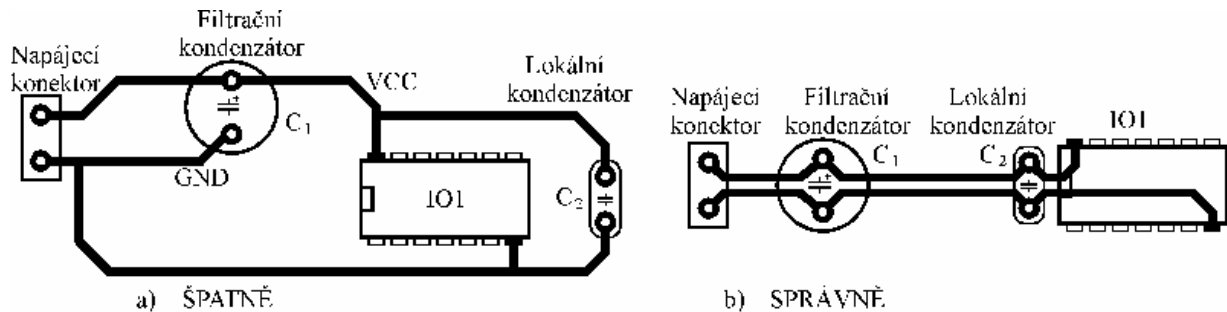 Napájecí
konektor
Filtrační
kondenzátor
VCC
C1
GND
IO1
Lokální
kondenzátor
C2
a) ŠPATNĚ
Napájecí
konektor
Filtrační
kondenzátor
C1
Lokální
kondenzátor
C2
IO1
b) SPRÁVNĚ